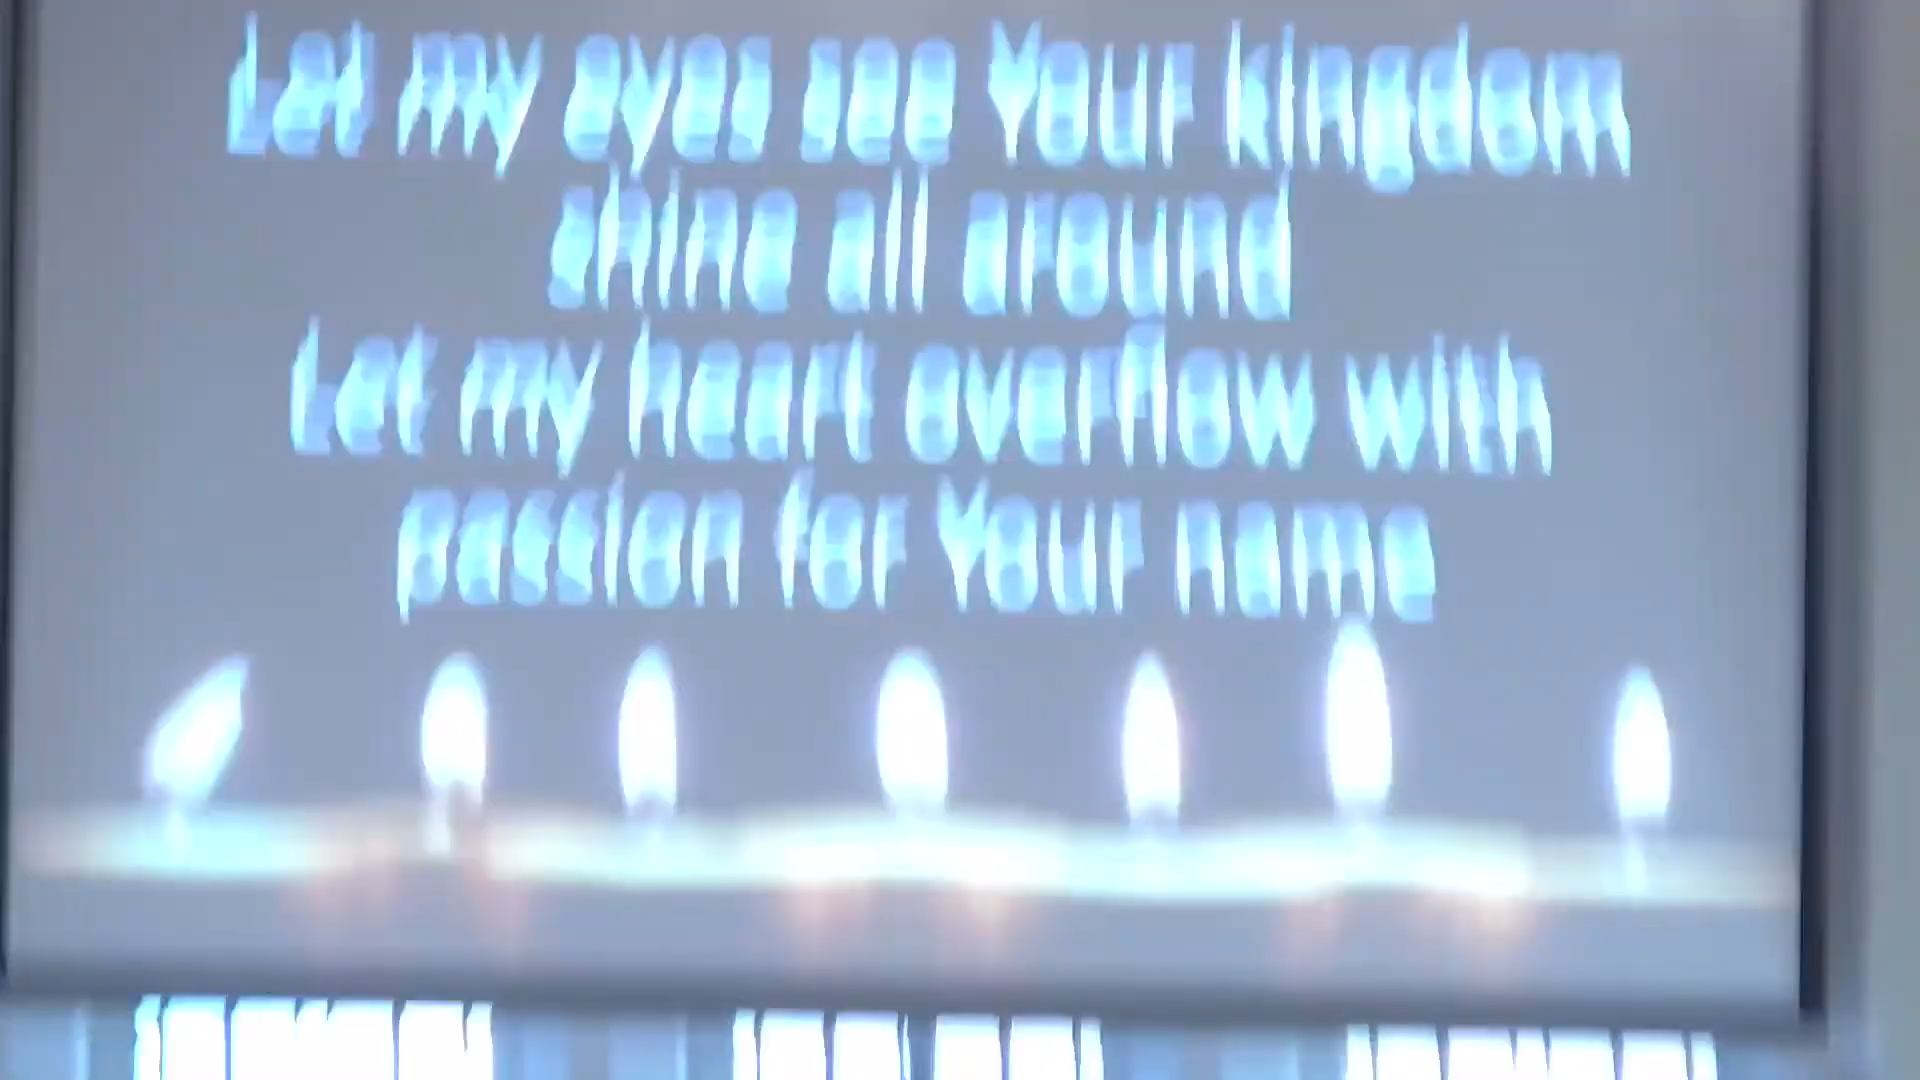 Let my eyes see Your kingdom
shine all around
Let my heart overflow with
passion for Your name